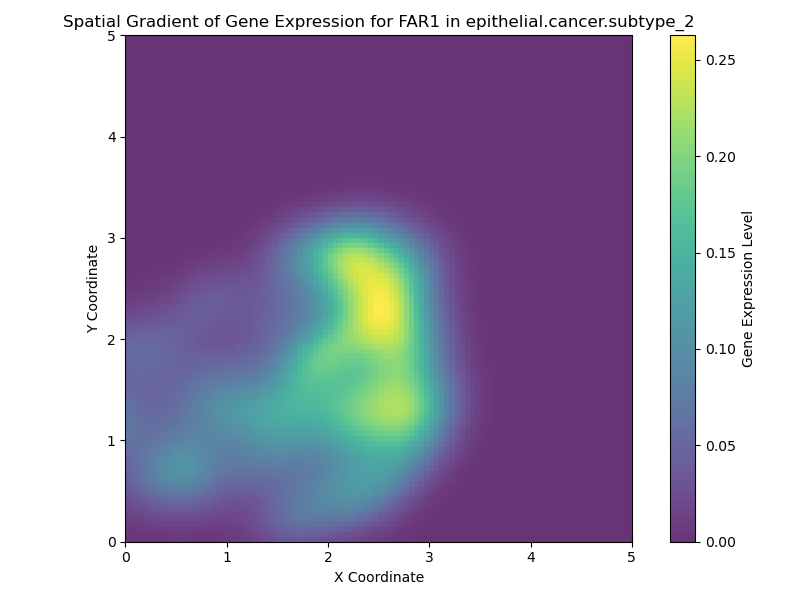 Spatial Gradient of Gene Expression for FAR1 in epithelial.cancer.subtype_2
5
4
3
2
1
0
0 1 2 3 4 5
X Coordinate
Y Coordinate
0.25
0.20
0.15
0.10
0.05
0.00
Gene Expression Level